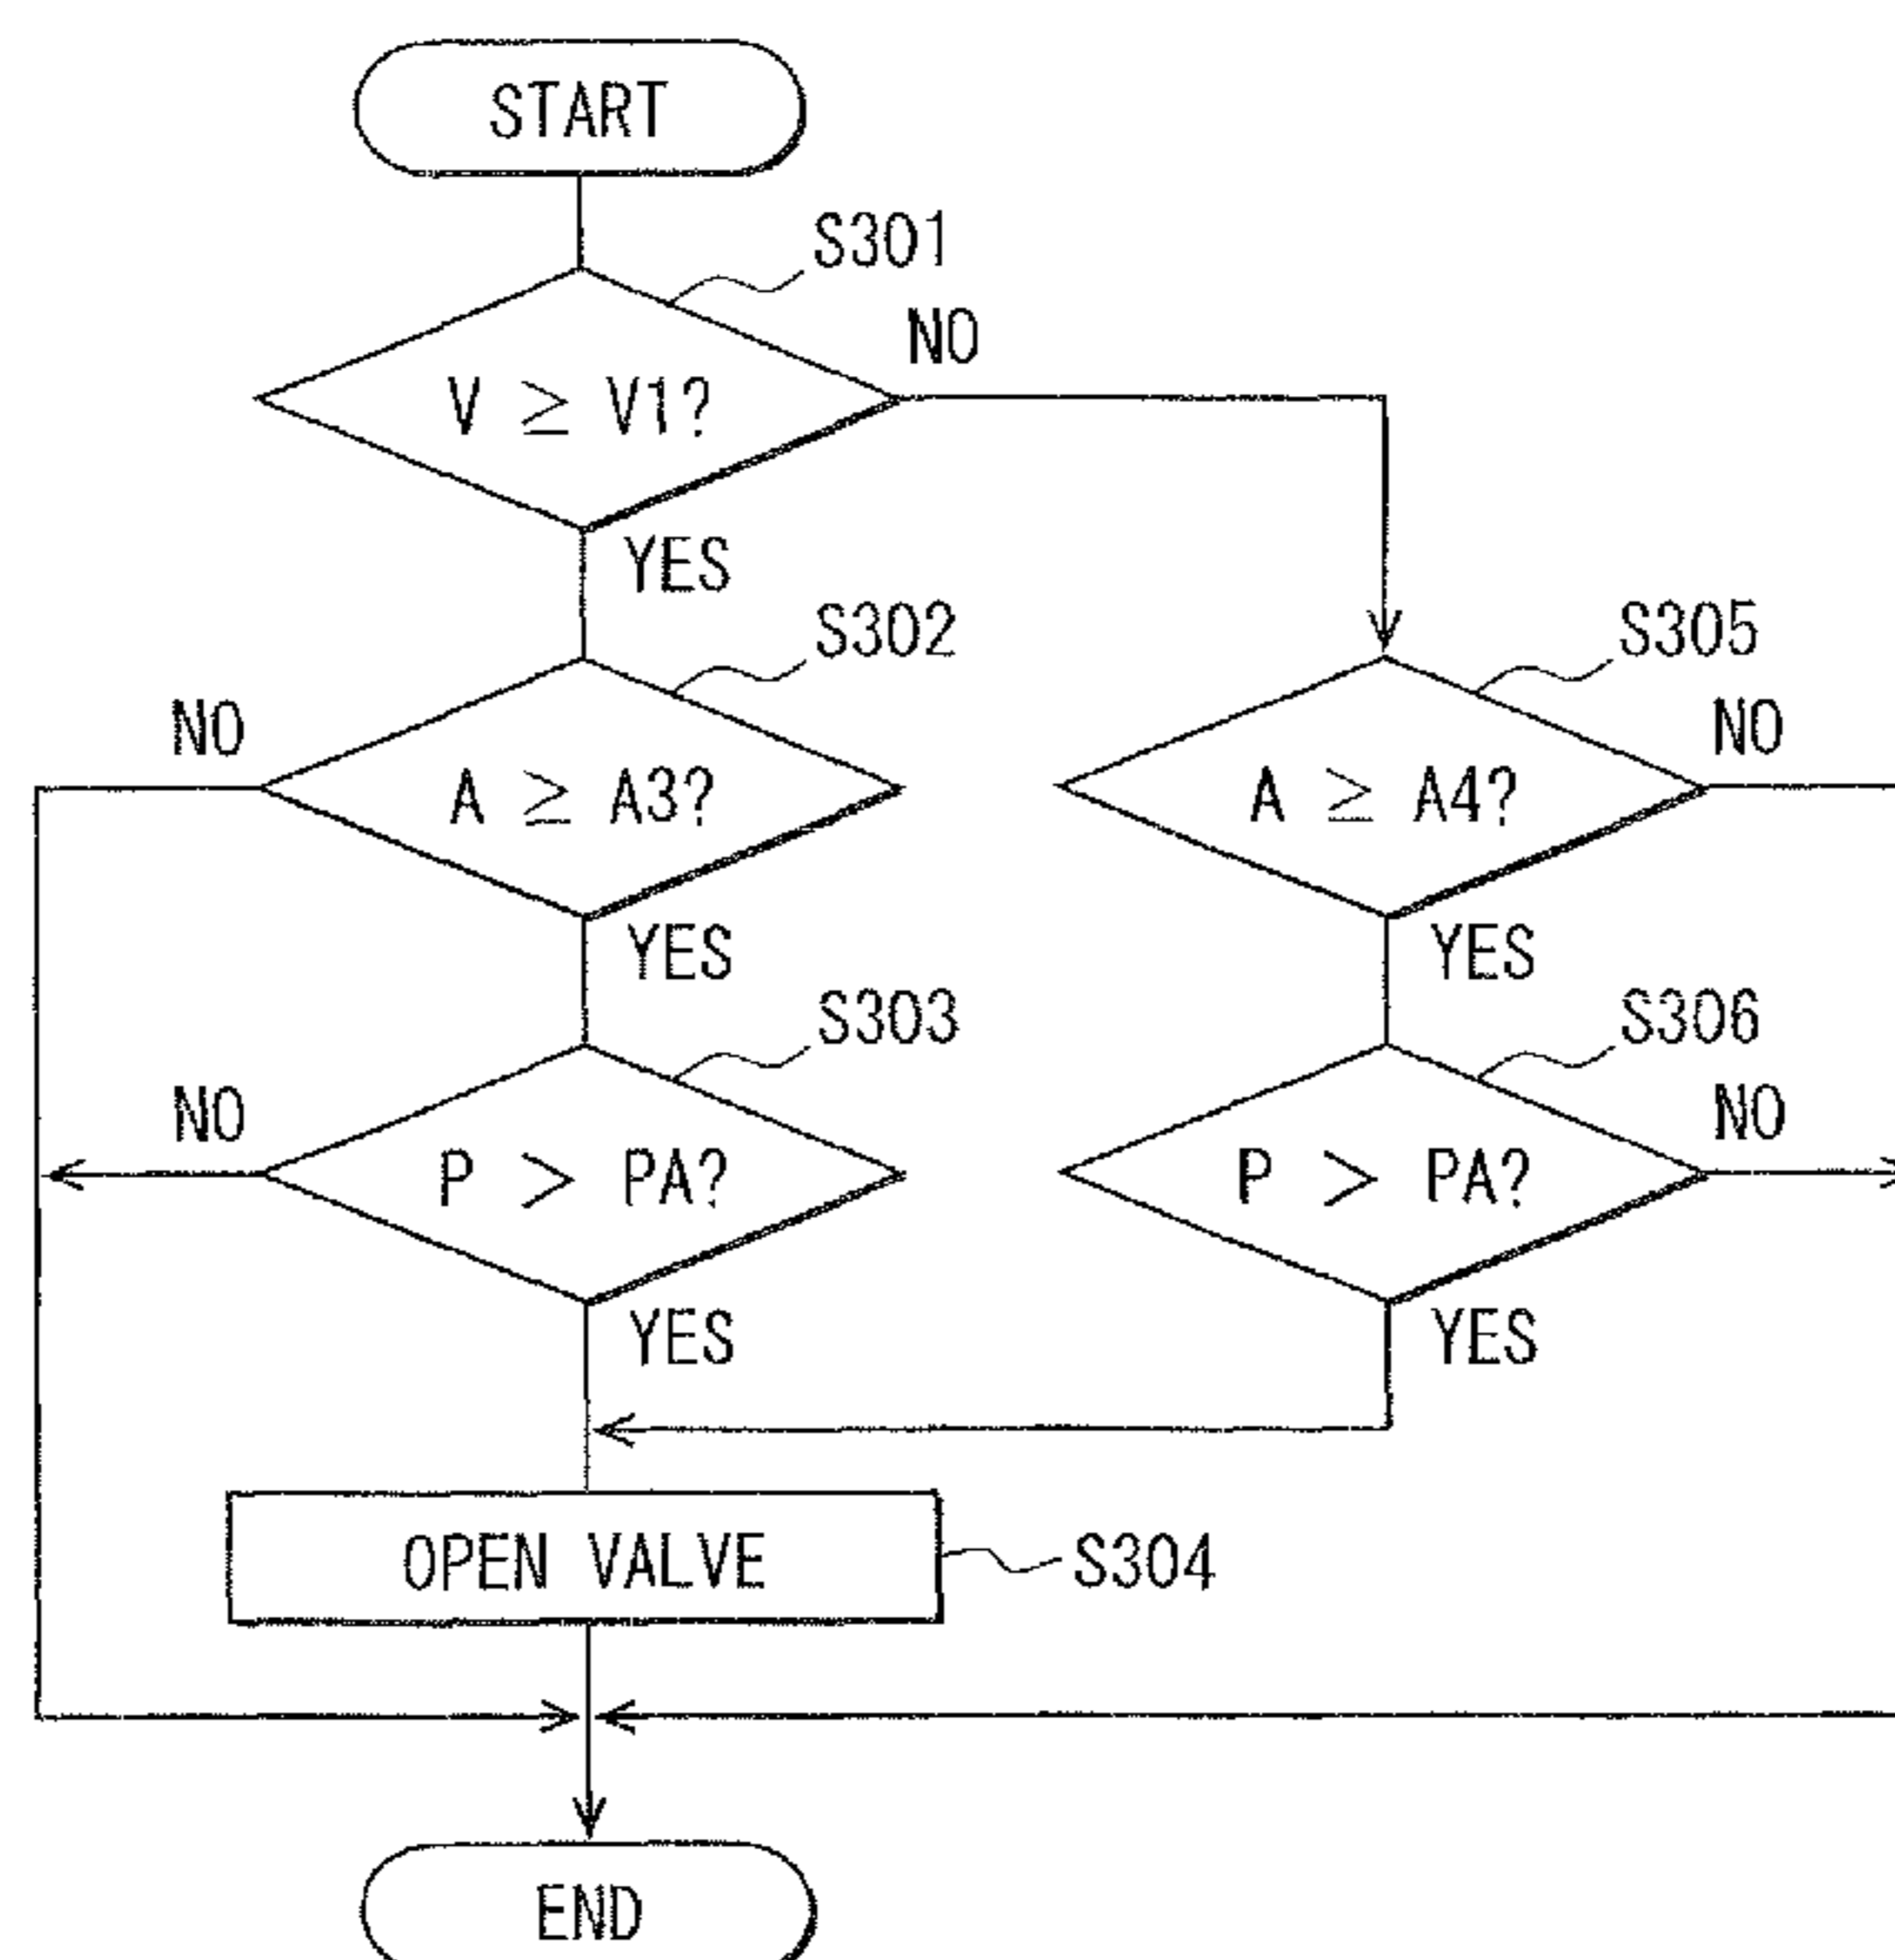 START
S301
NO
V ≥ V1?
YES
S302
S305
NO
NO
A ≥ A3?
A ≥ A4?
YES
YES
S303
S306
NO
NO
P > PA?
P > PA?
YES
YES
OPEN VALVE
S304
END